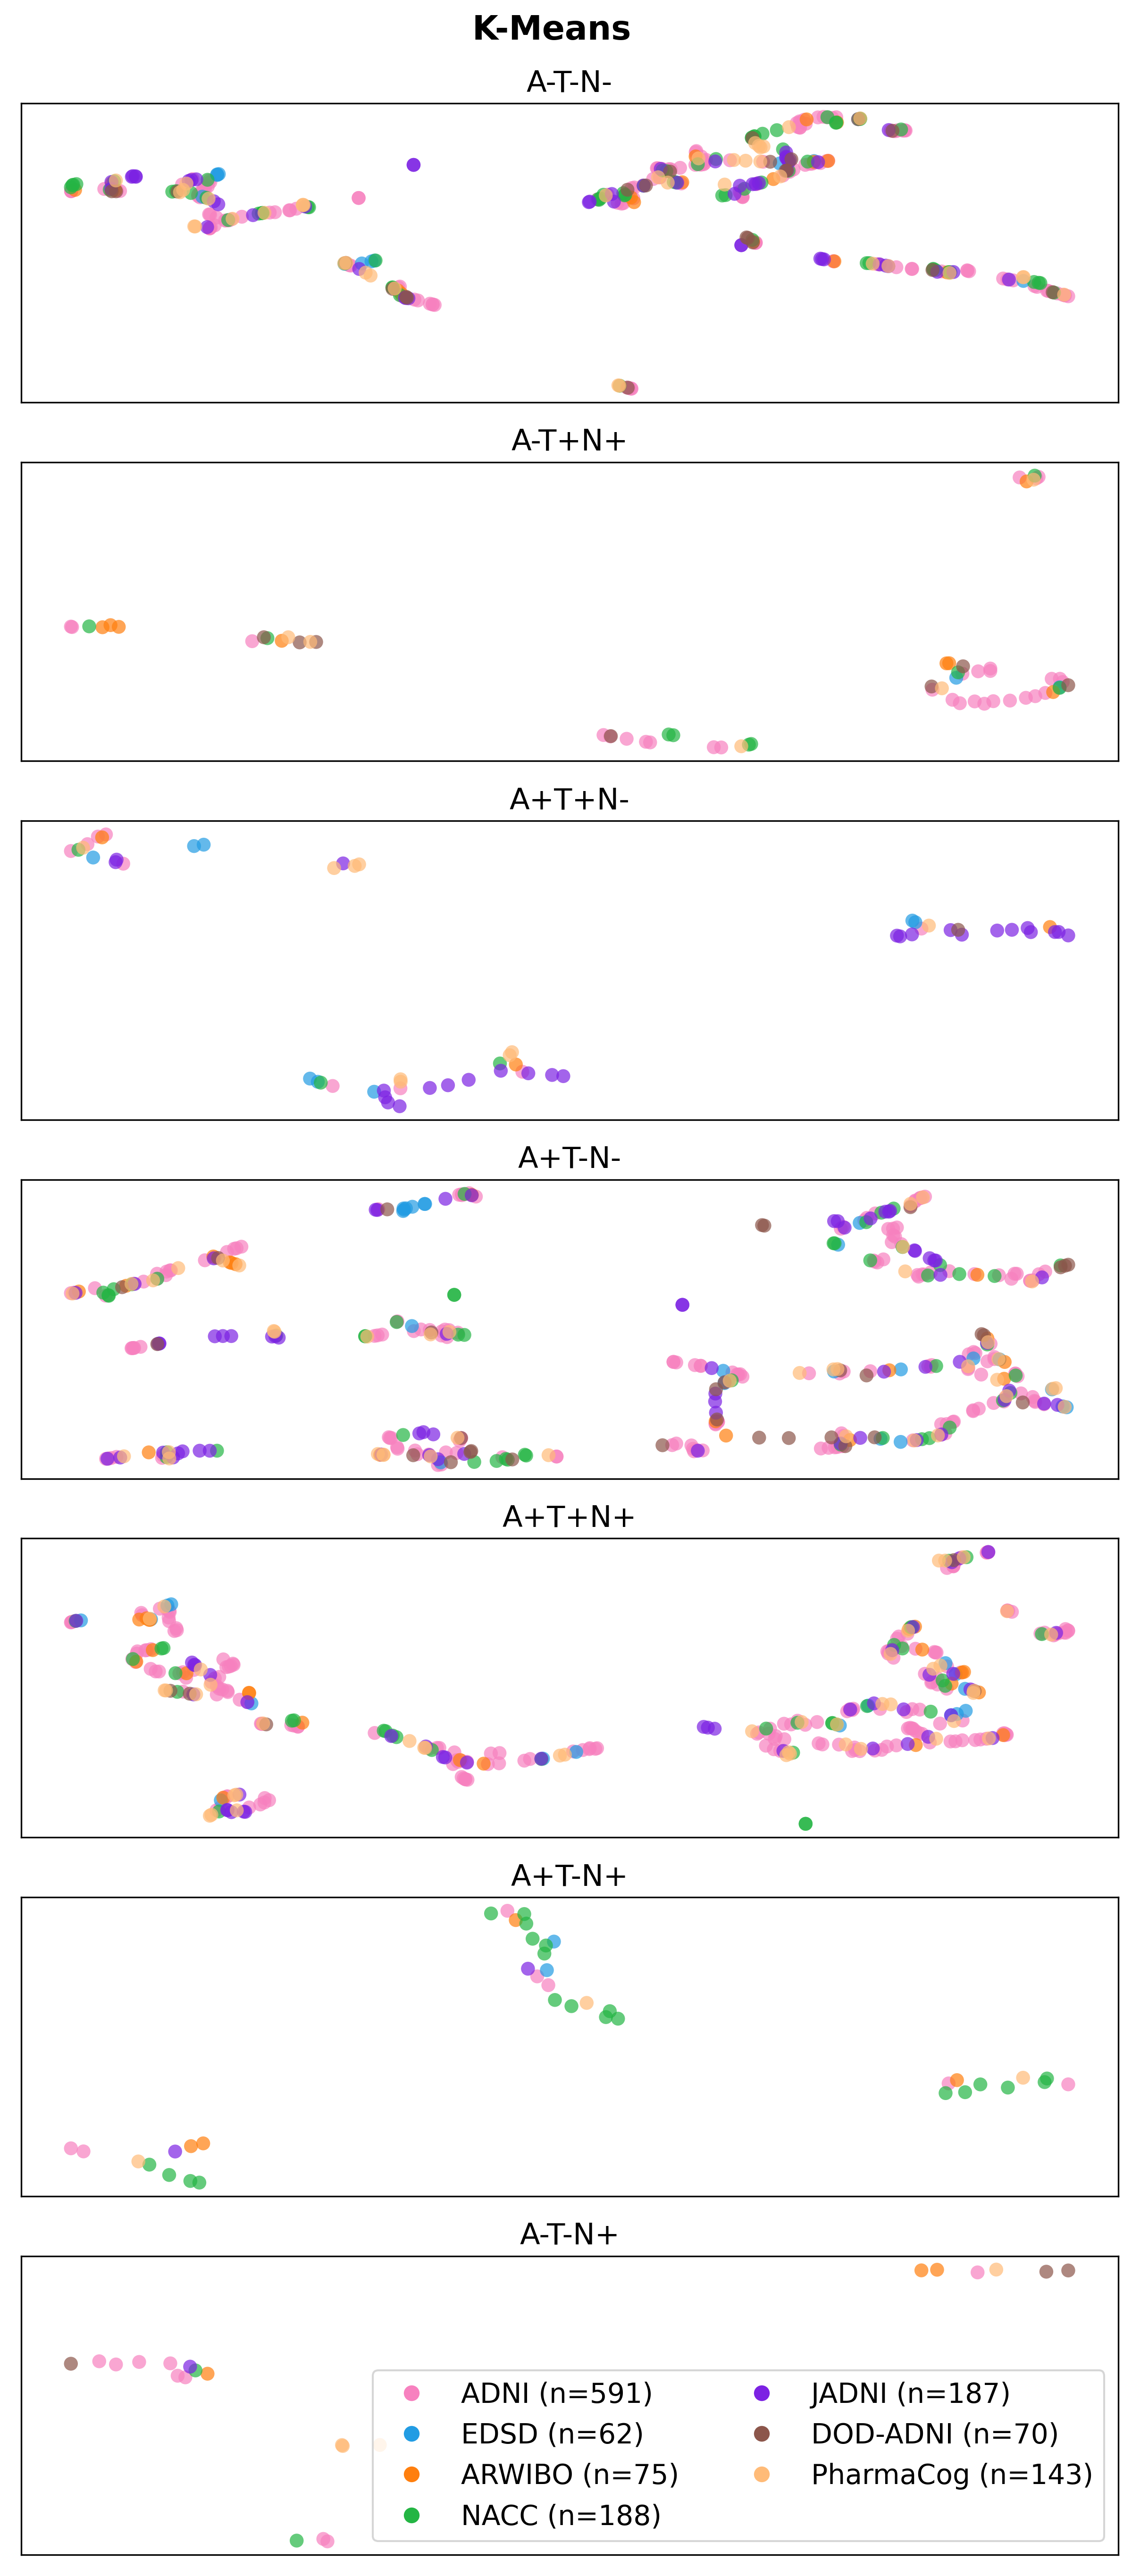 K-Means
A-T-N-
A-T+N+
A+T+N-
A+T-N-
A+T+N+
A+T-N+
A-T-N+
ADNI (n=591)
EDSD (n=62)
ARWIBO (n=75)
NACC (n=188)
JADNI (n=187)
DOD-ADNI (n=70)
PharmaCog (n=143)